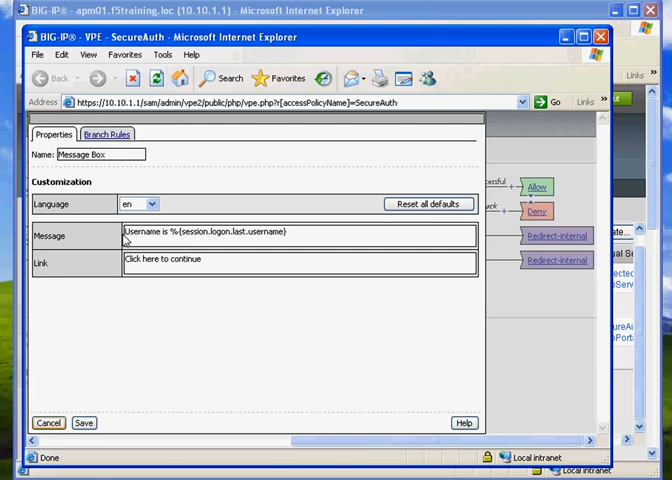 BIG-IP® - apm01.f5training.loc (10.10.1.1) - Microsoft Internet Explorer
BIG-IP® - VPE - SecureAuth - Microsoft Internet Explorer
File Edit View Favorites Tools Help
Back Search Favorites
Links »
Address https://10.10.1.1/sam/admin/vpe2/public/php/vpe.php?r[accessPolicyName]=SecureAuth Go Links »
Properties Branch Rules
Name: Message Box
Customization
Language en Reset all defaults
Message Username is %{session.logon.last.username}
Link Click here to continue
Allow
Deny
Redirect-internal
Redirect-internal
Cancel Save Help
Done Local intranet
Local intranet